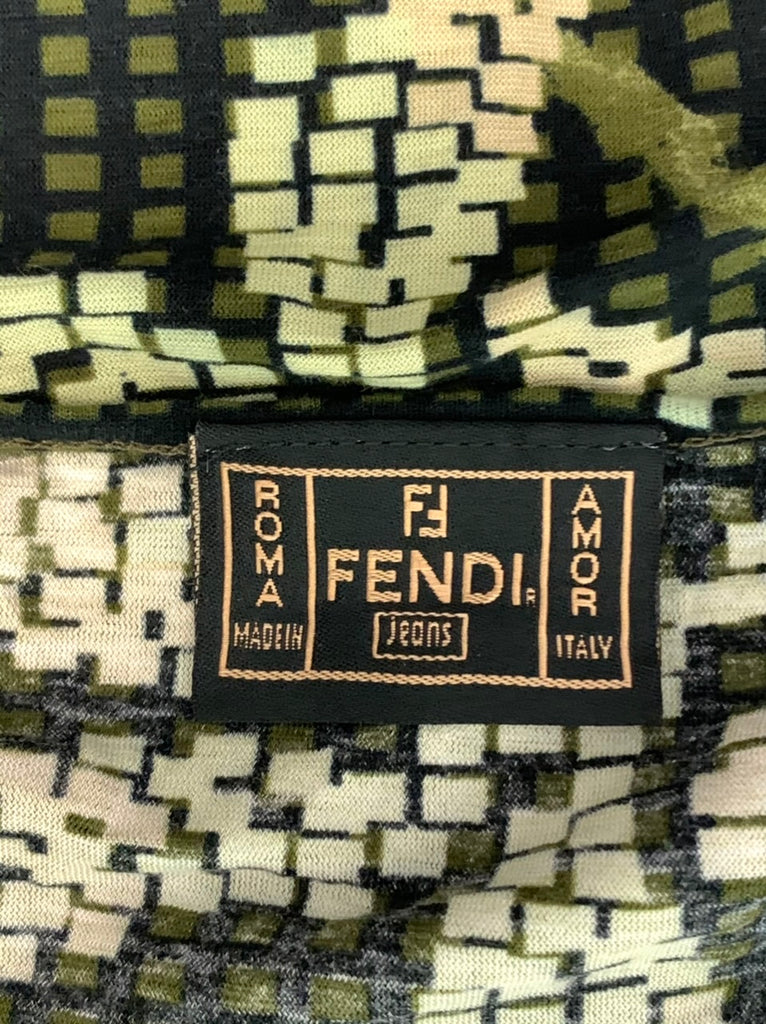 ROMA
MADEIN
FF
FENDI
R
jeans
AMOR
ITALY